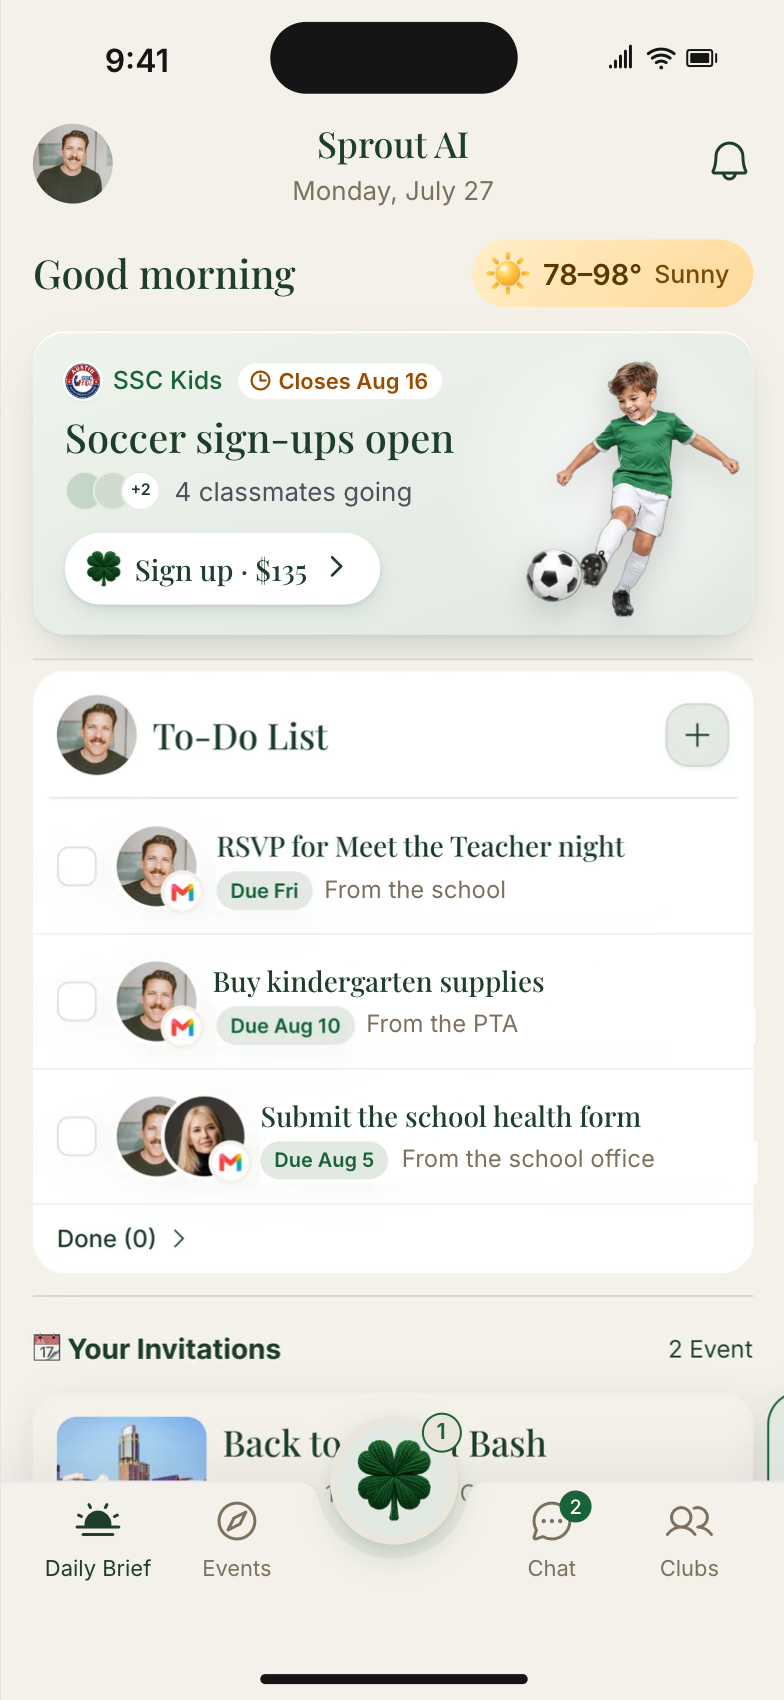 9:41
Sprout AI
Monday, July 27
Good morning
78–98° Sunny
SSC Kids
Closes Aug 16
Soccer sign-ups open
+2
4 classmates going
Sign up · $135
To-Do List
RSVP for Meet the Teacher night
Due Fri From the school
Buy kindergarten supplies
Due Aug 10 From the PTA
Submit the school health form
Due Aug 5 From the school office
Done (0)
17
Your Invitations
2 Event
1
Back to Bash
2
Daily Brief
Events
Chat
Clubs